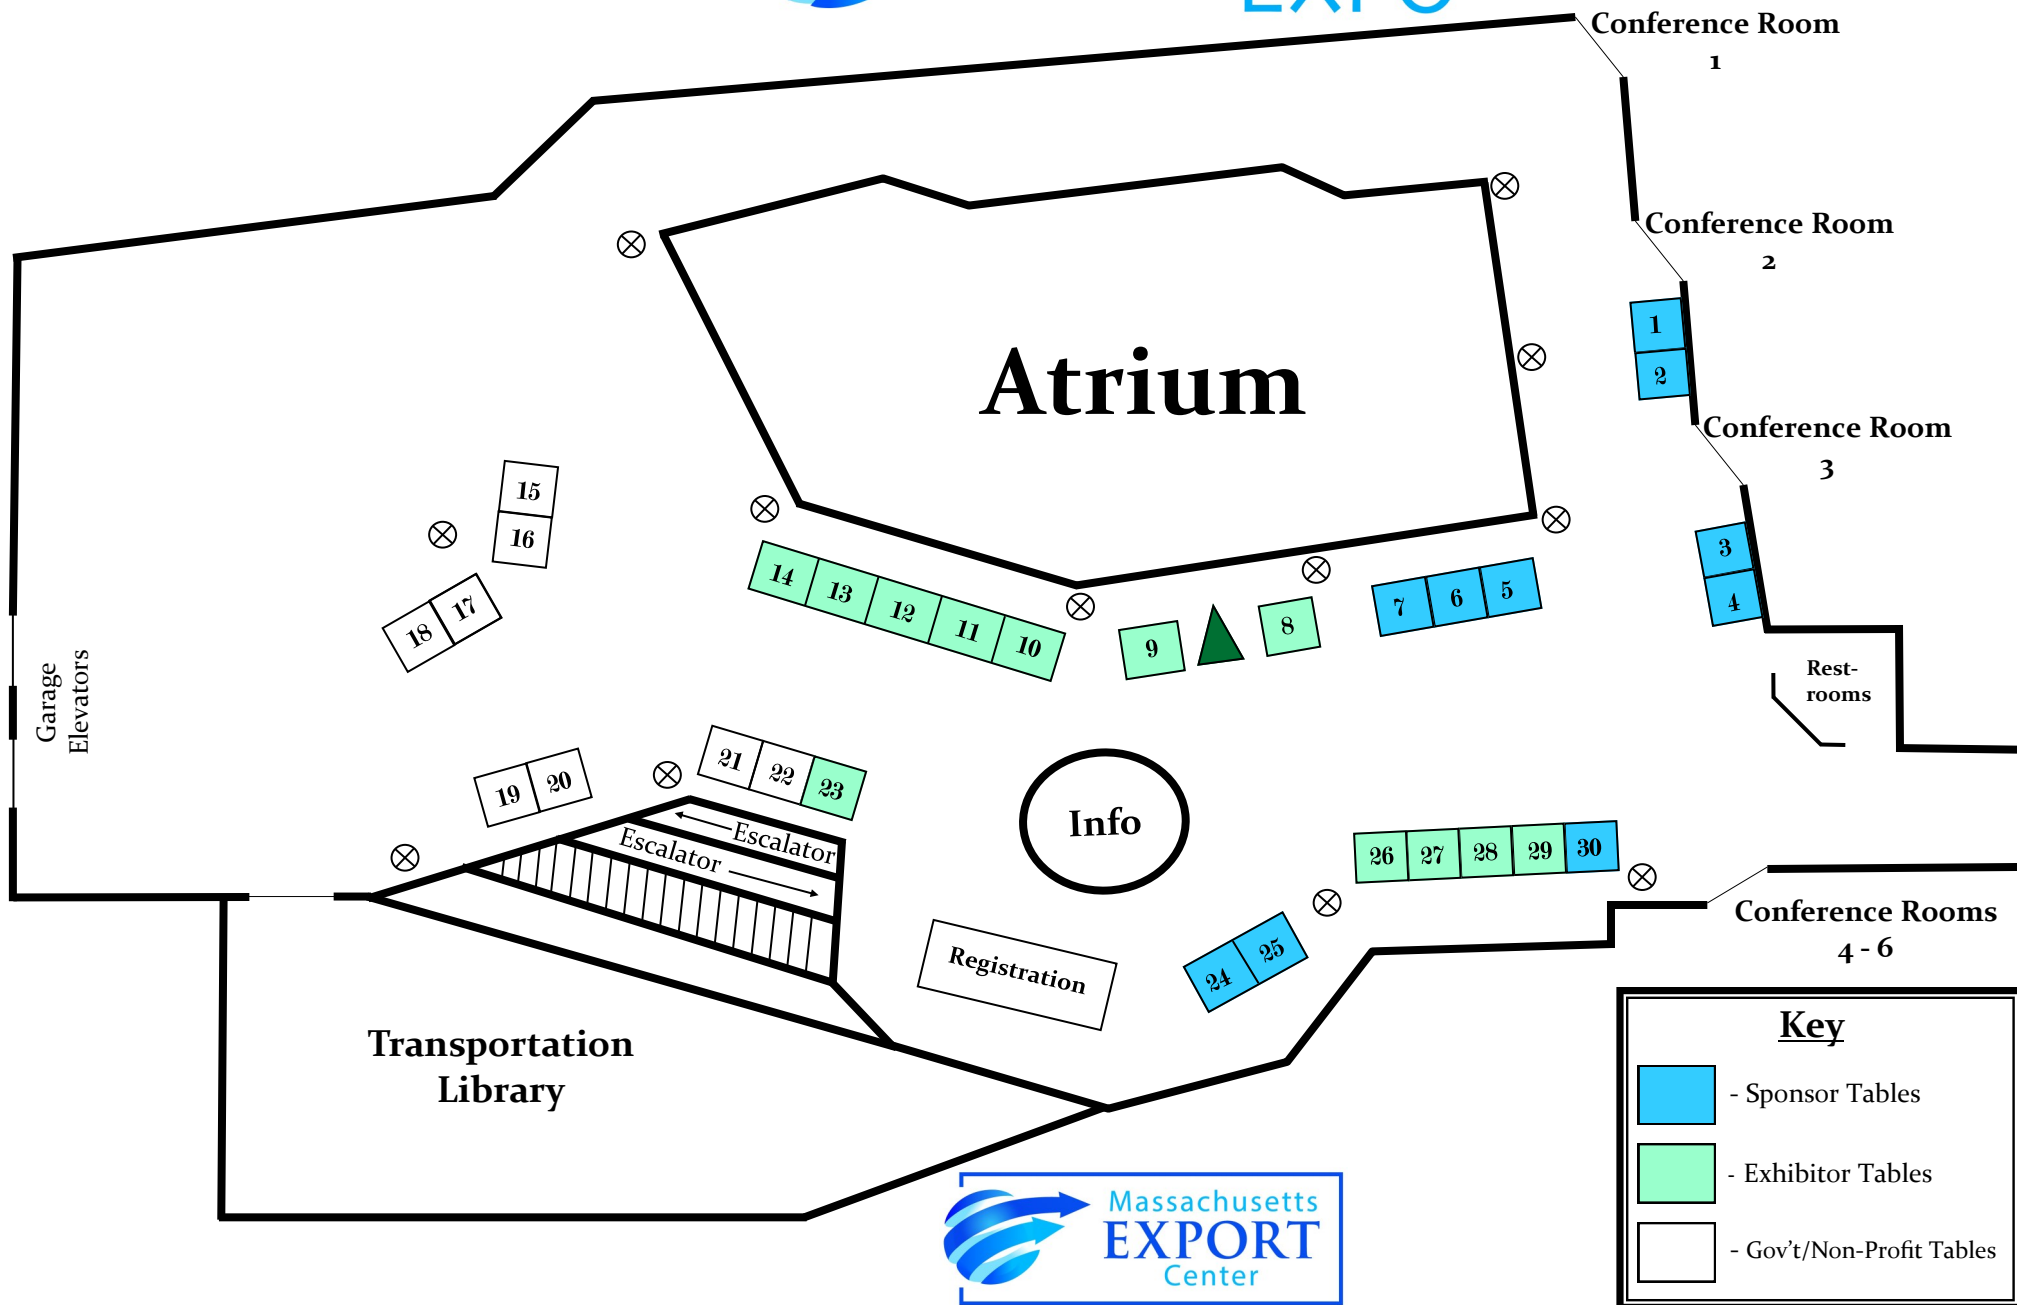 EXPO
Conference Room
1
Conference Room
2
1
2
Atrium
Conference Room
3
15
16
3
4
14
13
12
11
10
9
8
7
6
5
18
17
Rest-
rooms
Garage
Elevators
19
20
21
22
23
Escalator
Escalator
Info
26
27
28
29
30
24
25
Registration
Conference Rooms
4 - 6
Transportation
Library
Key
- Sponsor Tables
- Exhibitor Tables
- Gov't/Non-Profit Tables
Massachusetts
EXPORT
Center